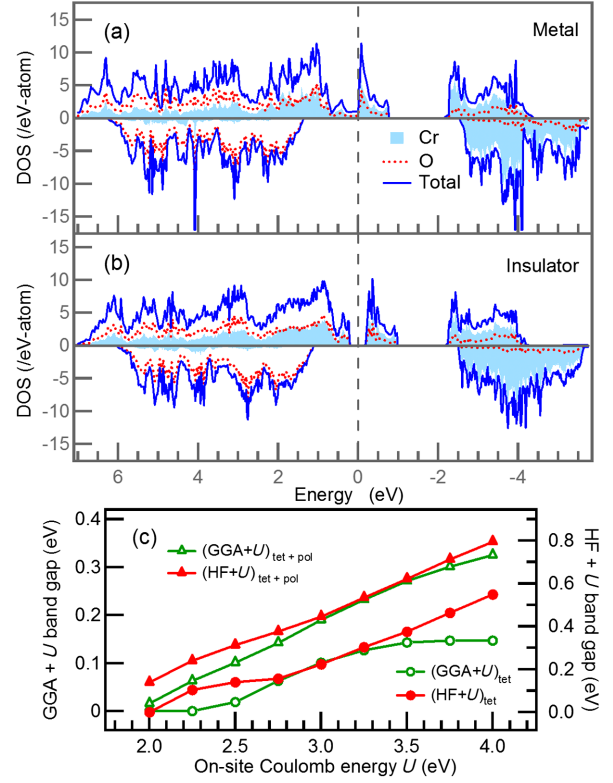 (a)
Metal
15
10
5
0
-5
-10
-15
DOS (/eV-atom)
Cr
O
Total
(b)
Insulator
15
10
5
0
-5
-10
-15
DOS (/eV-atom)
6 4 2 0 -2 -4
Energy (eV)
(c)
0.4
0.3
0.2
0.1
0
GGA + U band gap (eV)
(GGA+U)tet + pol
(HF+U)tet + pol
(GGA+U)tet
(HF+U)tet
0.8
0.6
0.4
0.2
0.0
HF + U band gap (eV)
2.0 2.5 3.0 3.5 4.0
On-site Coulomb energy U (eV)